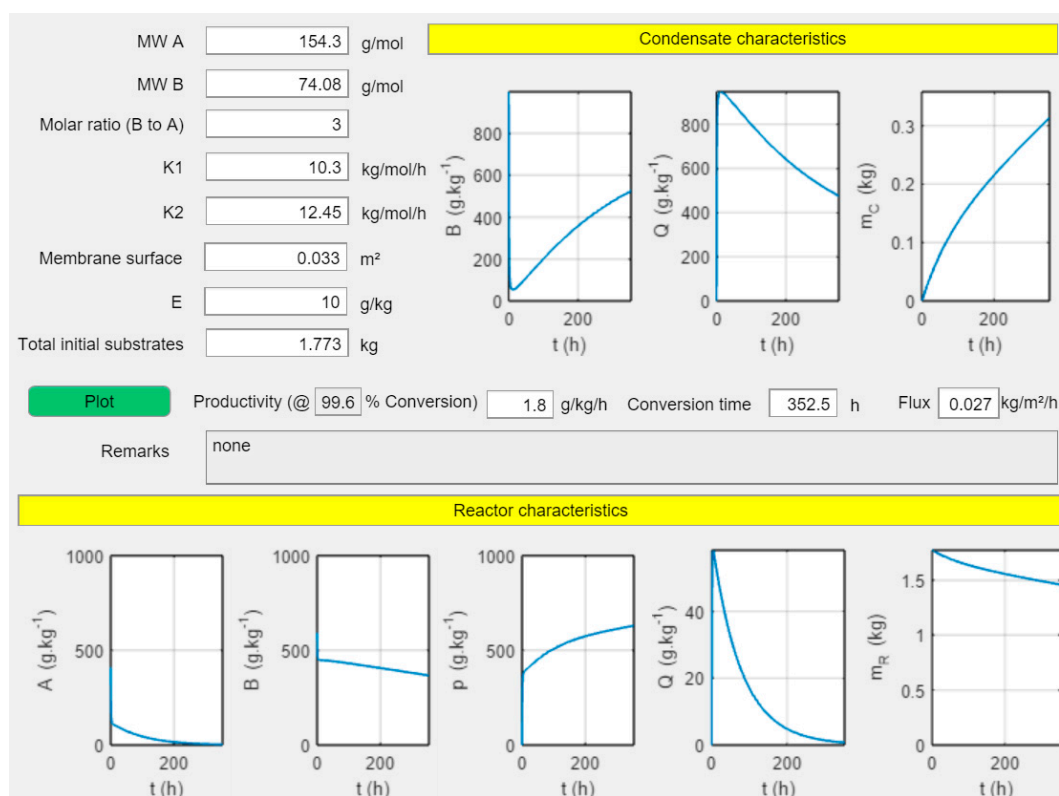 MW A 154.3 g/mol
MW B 74.08 g/mol
Molar ratio (B to A) 3
K1 10.3 kg/mol/h
K2 12.45 kg/mol/h
Membrane surface 0.033 m²
E 10 g/kg
Total initial substrates 1.773 kg
Condensate characteristics
B (g.kg⁻¹)
800
600
400
200
0
0 200
t (h)
Q (g.kg⁻¹)
800
600
400
200
0
0 200
t (h)
m_C (kg)
0.3
0.2
0.1
0
0 200
t (h)
Plot Productivity (@ 99.6 % Conversion) 1.8 g/kg/h Conversion time 352.5 h Flux 0.027 kg/m²/h
Remarks none
Reactor characteristics
A (g.kg⁻¹)
1000
500
0
0 200
t (h)
B (g.kg⁻¹)
1000
500
0
0 200
t (h)
p (g.kg⁻¹)
1000
500
0
0 200
t (h)
Q (g.kg⁻¹)
40
20
0
0 200
t (h)
m_R (kg)
1.5
1
0.5
0
0 200
t (h)